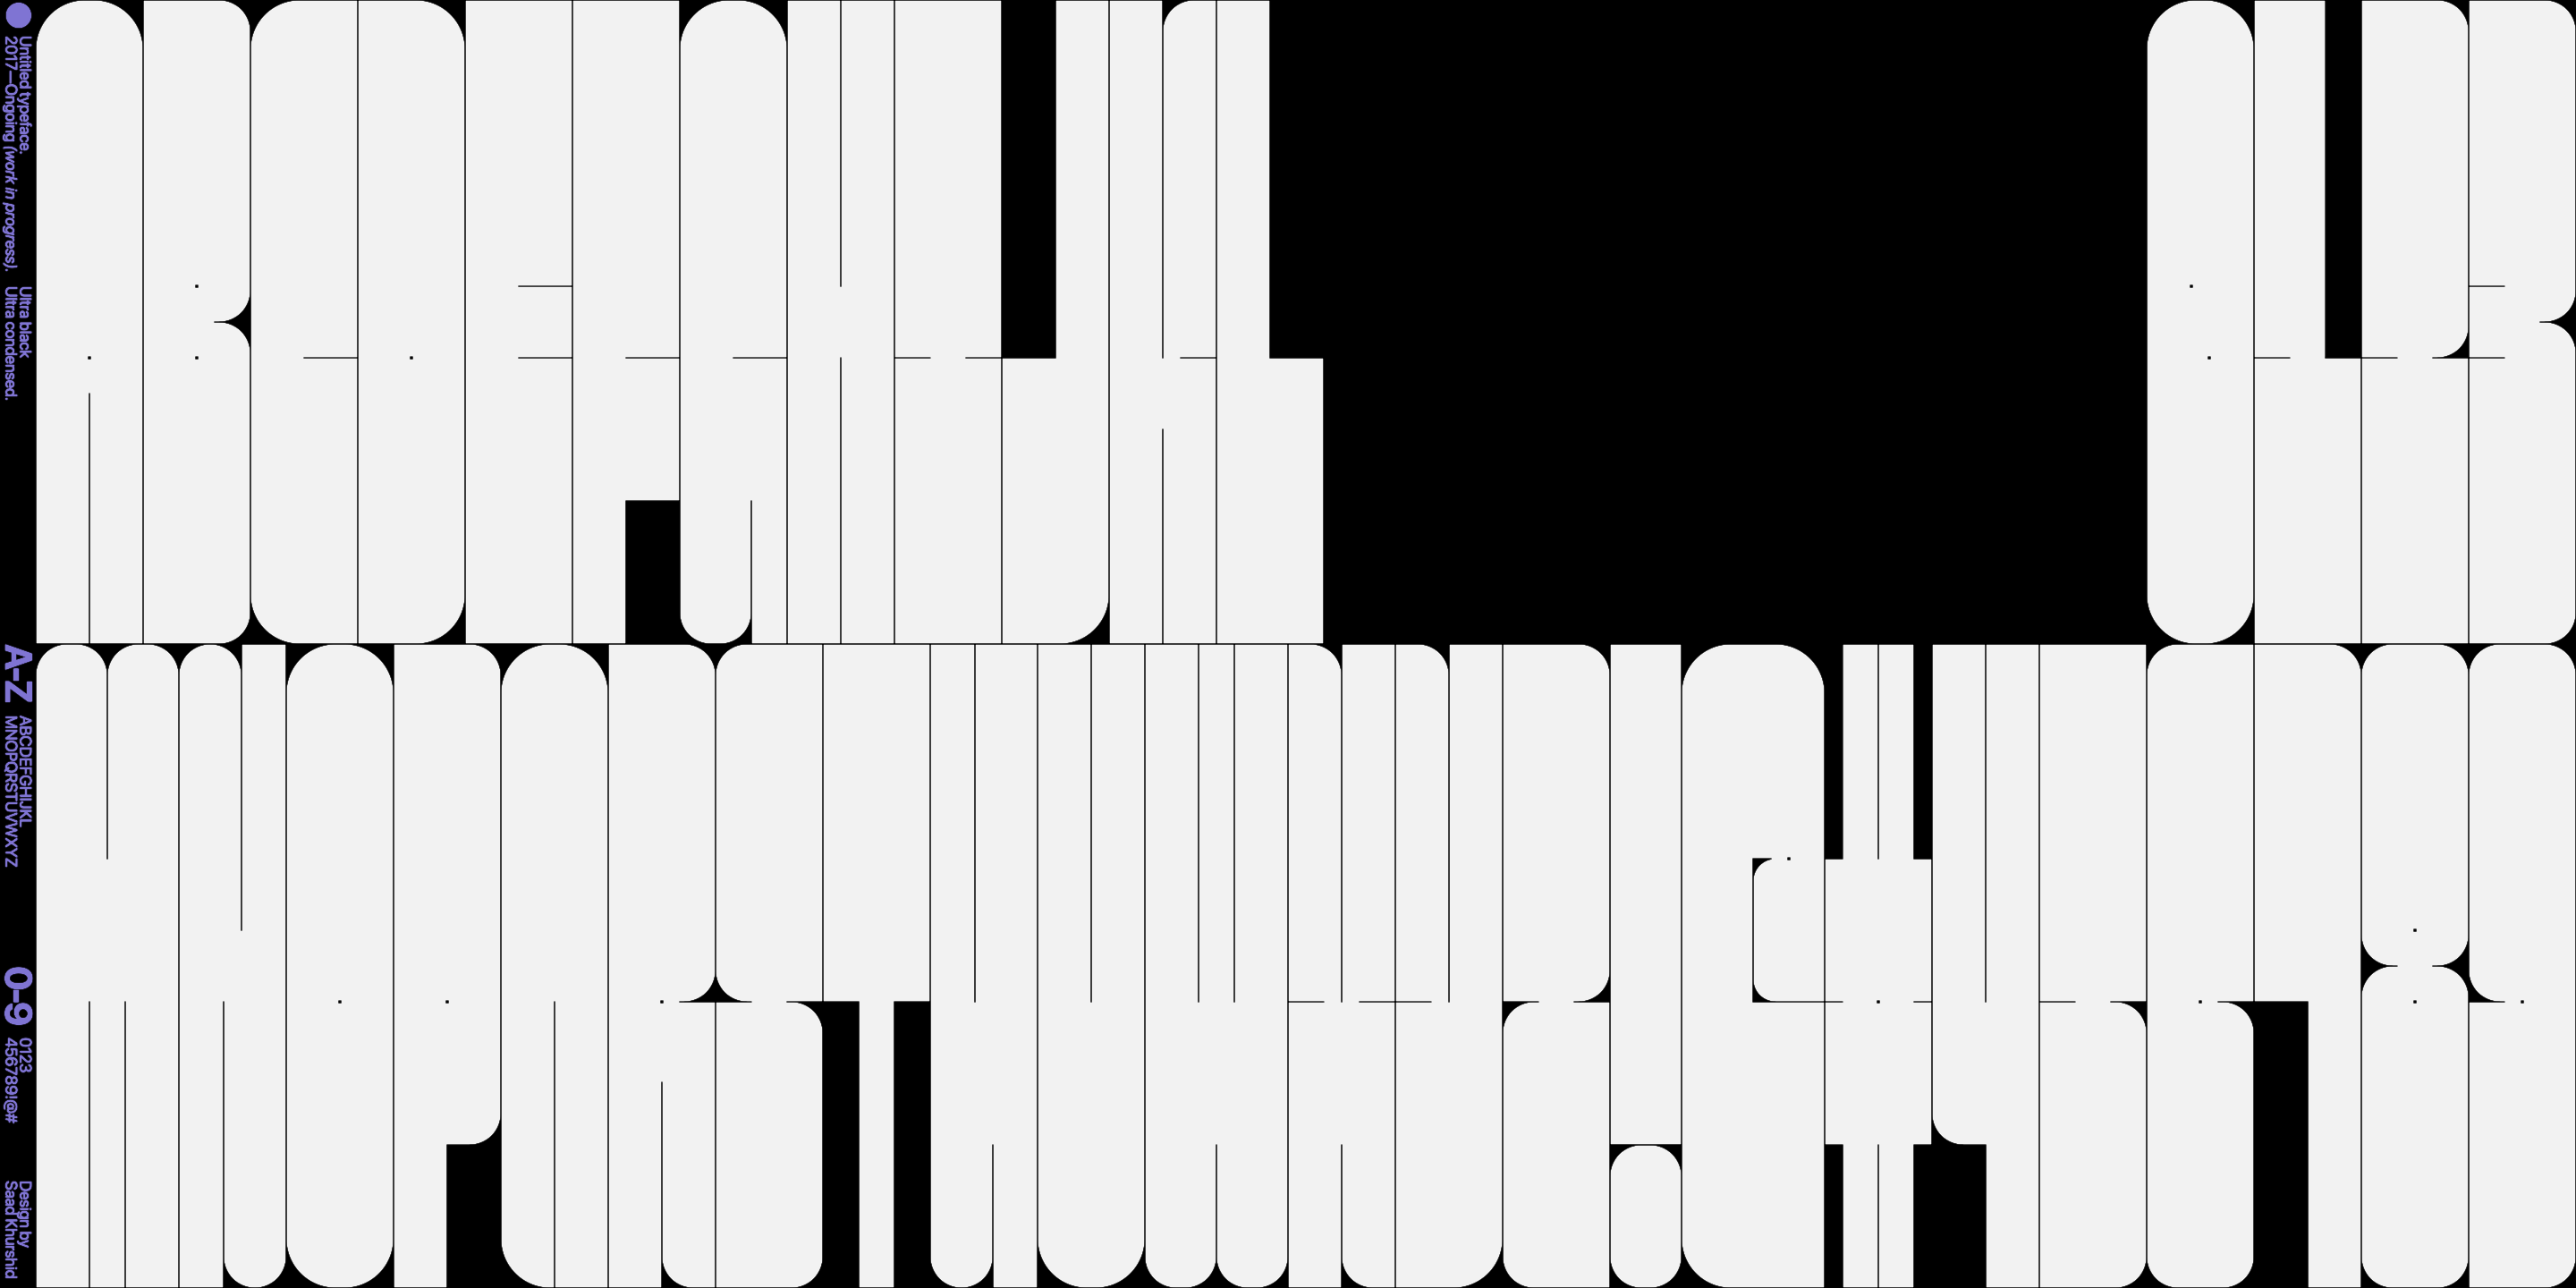 Untitled typeface.
2017—Ongoing (work in progress).
Ultra black
Ultra condensed.
A–Z
ABCDEFGHIJKL
MNOPQRSTUVWXYZ
0–9
0123
456789!@#
Design by
Saad Khurshid
ABCDEFGHIJKL 0123
MNOPQRSTUVWXYZ!@#456789